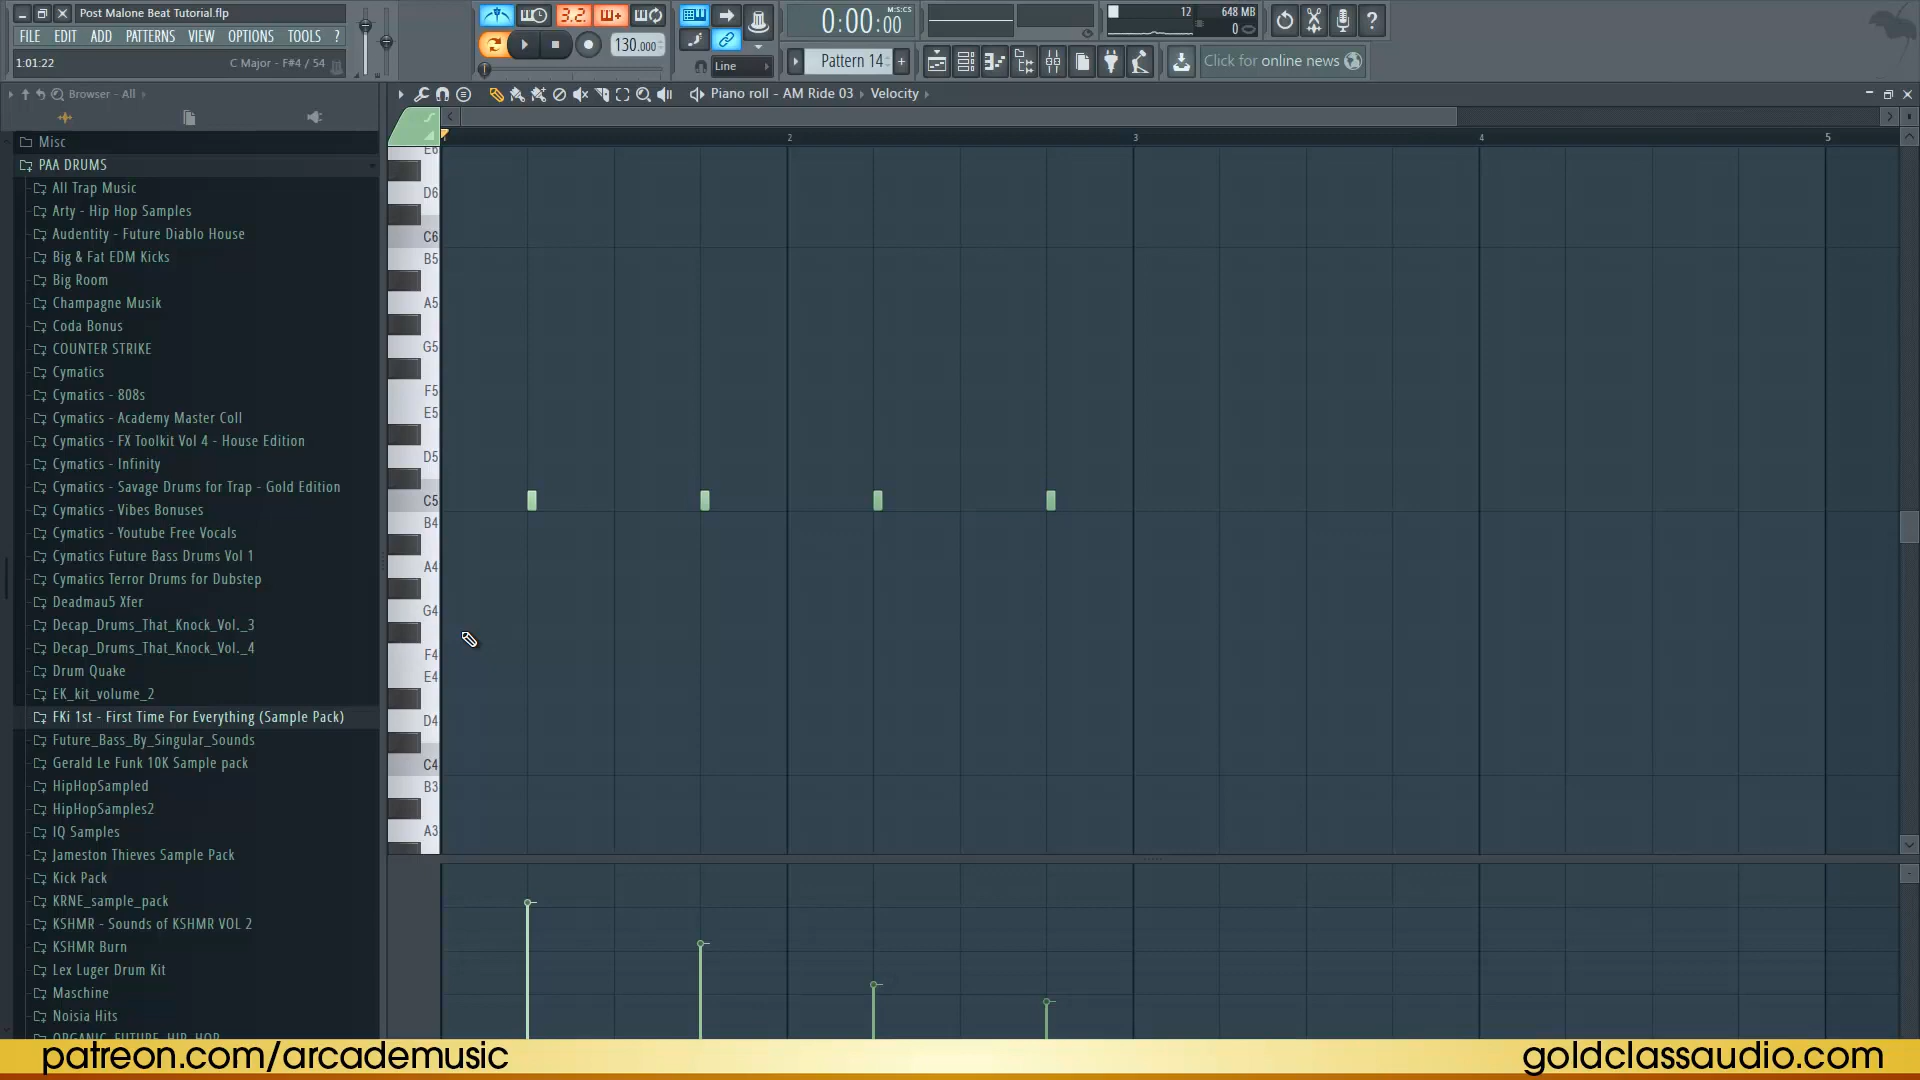 Post Malone Beat Tutorial.flp
FILE EDIT ADD PATTERNS VIEW OPTIONS TOOLS ?
1:01:22 C Major - F#4 / 54
3.2.
130.000
Line
0:00:00 M:S:CS
Pattern 14
12 648 MB
0
Click for online news
Browser - All
Piano roll - AM Ride 03 Velocity
2 3 4 5
Misc
PAA DRUMS
All Trap Music
Arty - Hip Hop Samples
Audentity - Future Diablo House
Big & Fat EDM Kicks
Big Room
Champagne Musik
Coda Bonus
COUNTER STRIKE
Cymatics
Cymatics - 808s
Cymatics - Academy Master Coll
Cymatics - FX Toolkit Vol 4 - House Edition
Cymatics - Infinity
Cymatics - Savage Drums for Trap - Gold Edition
Cymatics - Vibes Bonuses
Cymatics - Youtube Free Vocals
Cymatics Future Bass Drums Vol 1
Cymatics Terror Drums for Dubstep
Deadmau5 Xfer
Decap_Drums_That_Knock_Vol._3
Decap_Drums_That_Knock_Vol._4
Drum Quake
EK_kit_volume_2
FKi 1st - First Time For Everything (Sample Pack)
Future_Bass_By_Singular_Sounds
Gerald Le Funk 10K Sample pack
HipHopSampled
HipHopSamples2
IQ Samples
Jameston Thieves Sample Pack
Kick Pack
KRNE_sample_pack
KSHMR - Sounds of KSHMR VOL 2
KSHMR Burn
Lex Luger Drum Kit
Maschine
Noisia Hits
ORGANIC_FUTURE_HIP_HOP
E6
D6
C6
B5
A5
G5
F5
E5
D5
C5
B4
A4
G4
F4
E4
D4
C4
B3
A3
patreon.com/arcademusic
goldclassaudio.com